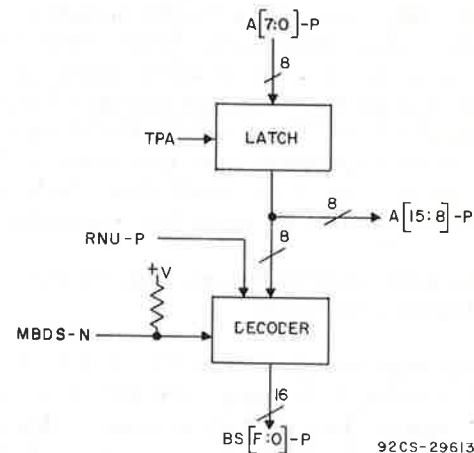 A[7:0]-P
8
TPA
LATCH
8
A[15:8]-P
RNU-P
8
+V
MBDS-N
DECODER
16
BS[F:0]-P
92CS-29613